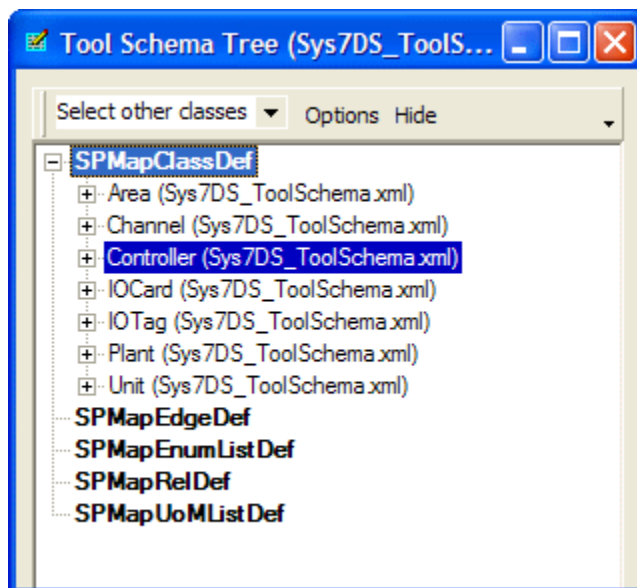 Tool Schema Tree (Sys7DS_ToolS...
Select other classes Options Hide
SPMapClassDef
Area (Sys7DS_ToolSchema.xml)
Channel (Sys7DS_ToolSchema.xml)
Controller (Sys7DS_ToolSchema.xml)
IOCard (Sys7DS_ToolSchema.xml)
IOTag (Sys7DS_ToolSchema.xml)
Plant (Sys7DS_ToolSchema.xml)
Unit (Sys7DS_ToolSchema.xml)
SPMapEdgeDef
SPMapEnumListDef
SPMapRelDef
SPMapUoMListDef